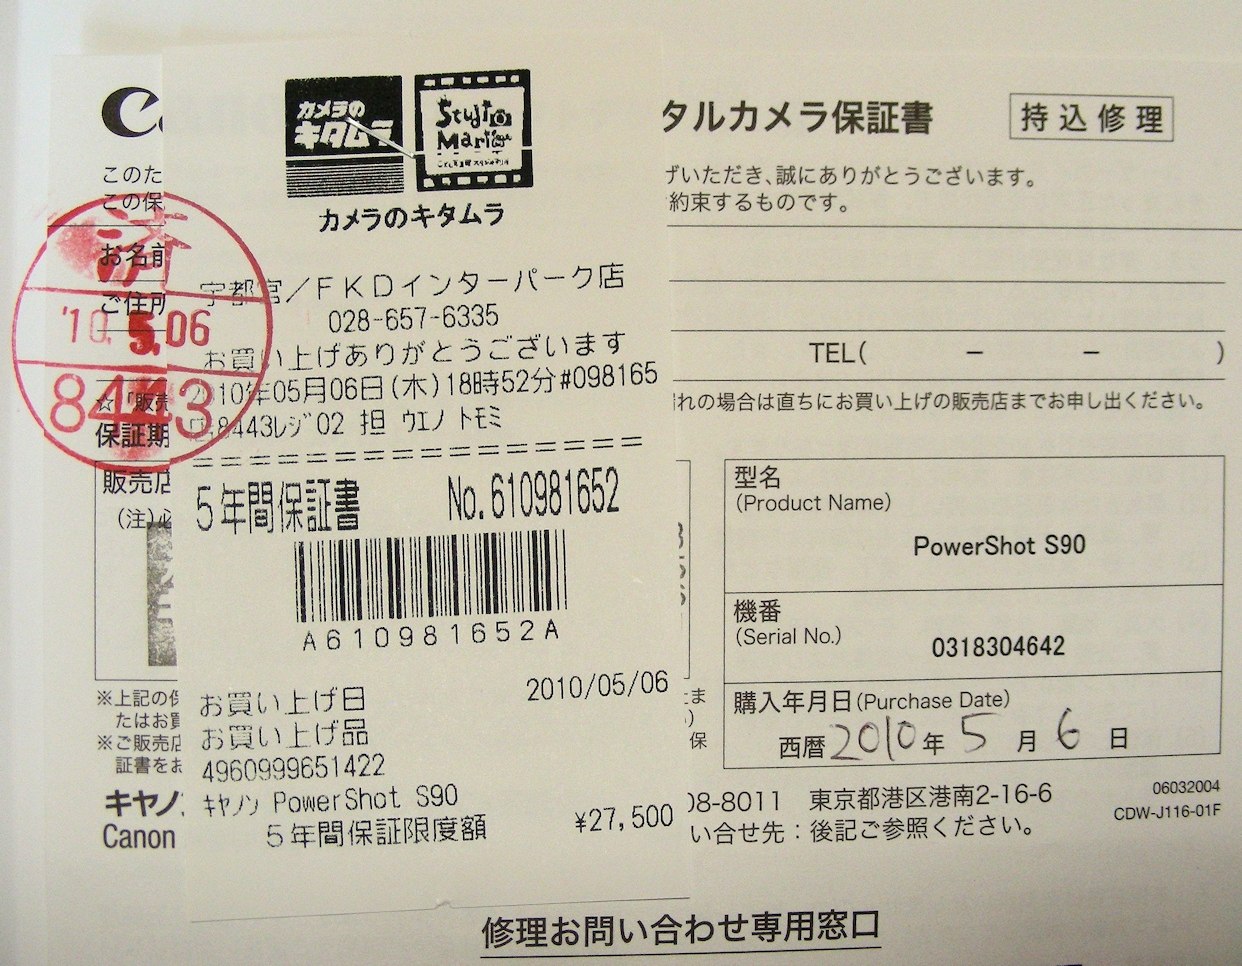 カメラの
キタムラ
Studio
Mario
カメラのキタムラ
宇都宮／FKDインターパーク店
028-657-6335
お買い上げありがとうございます
2010年05月06日(木)18時52分#098165
店8443レジ02 担 ウエノ トモミ
5年間保証書 No.610981652
A610981652A
お買い上げ日 2010/05/06
お買い上げ品
4960999651422
キヤノン PowerShot S90
5年間保証限度額 ¥27,500
済
'10.5.06
8443
タルカメラ保証書 持込修理
このた
この保
げいただき、誠にありがとうございます。
約束するものです。
お名前
ご住所
TEL( － － )
☆「販売
れの場合は直ちにお買い上げの販売店までお申し出ください。
保証期
販売店
(注)必
型名
(Product Name)
PowerShot S90
機番
(Serial No.)
0318304642
購入年月日(Purchase Date)
西暦 2010 年 5 月 6 日
※上記の保
たはお買
※ご販売店
証書をお
ま
保
キヤノ
Canon
08-8011 東京都港区港南2-16-6
い合せ先：後記ご参照ください。
06032004
CDW-J116-01F
修理お問い合わせ専用窓口